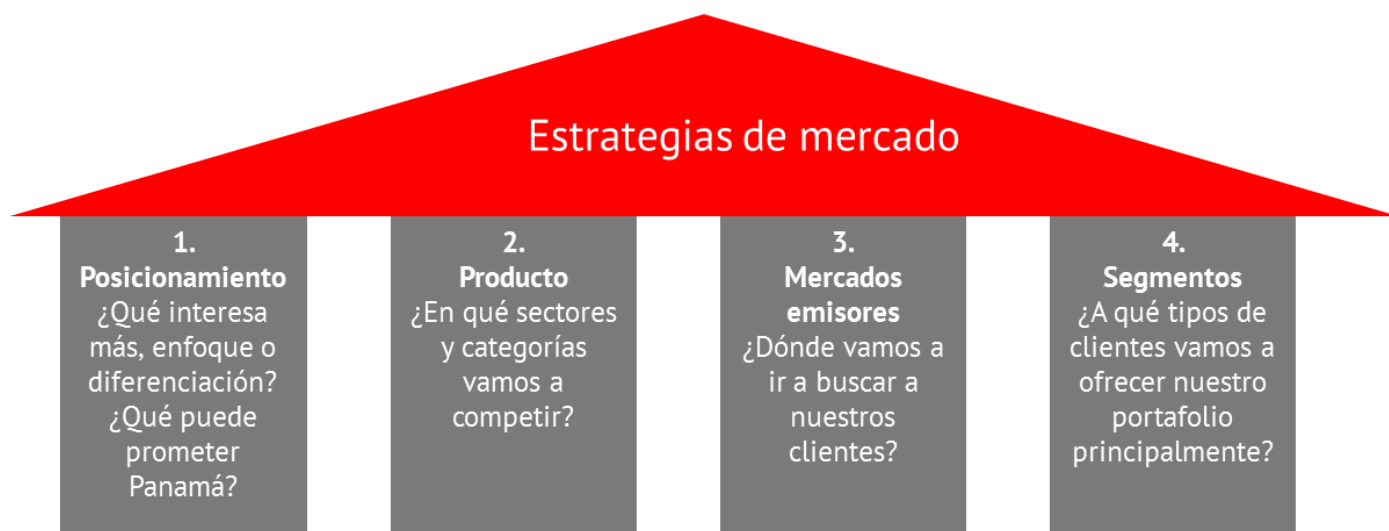 Estrategias de mercado
1.
Posicionamiento
¿Qué interesa
más, enfoque o
diferenciación?
¿Qué puede
prometer
Panamá?
2.
Producto
¿En qué sectores
y categorías
vamos a
competir?
3.
Mercados
emisores
¿Dónde vamos a
ir a buscar a
nuestros
clientes?
4.
Segmentos
¿A qué tipos de
clientes vamos a
ofrecer nuestro
portafolio
principalmente?